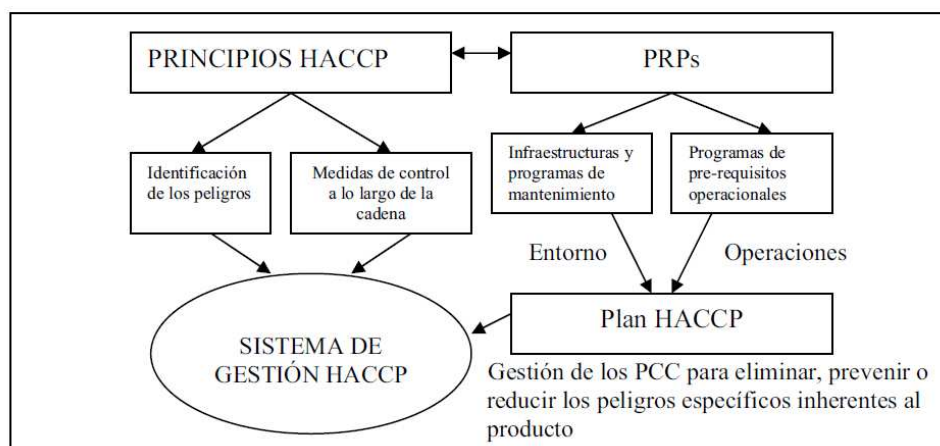 PRINCIPIOS HACCP
PRPs
Identificación
de los peligros
Medidas de control
a lo largo de la
cadena
Infraestructuras y
programas de
mantenimiento
Programas de
pre-requisitos
operacionales
Entorno
Operaciones
SISTEMA DE
GESTIÓN HACCP
Plan HACCP
Gestión de los PCC para eliminar, prevenir o
reducir los peligros específicos inherentes al
producto